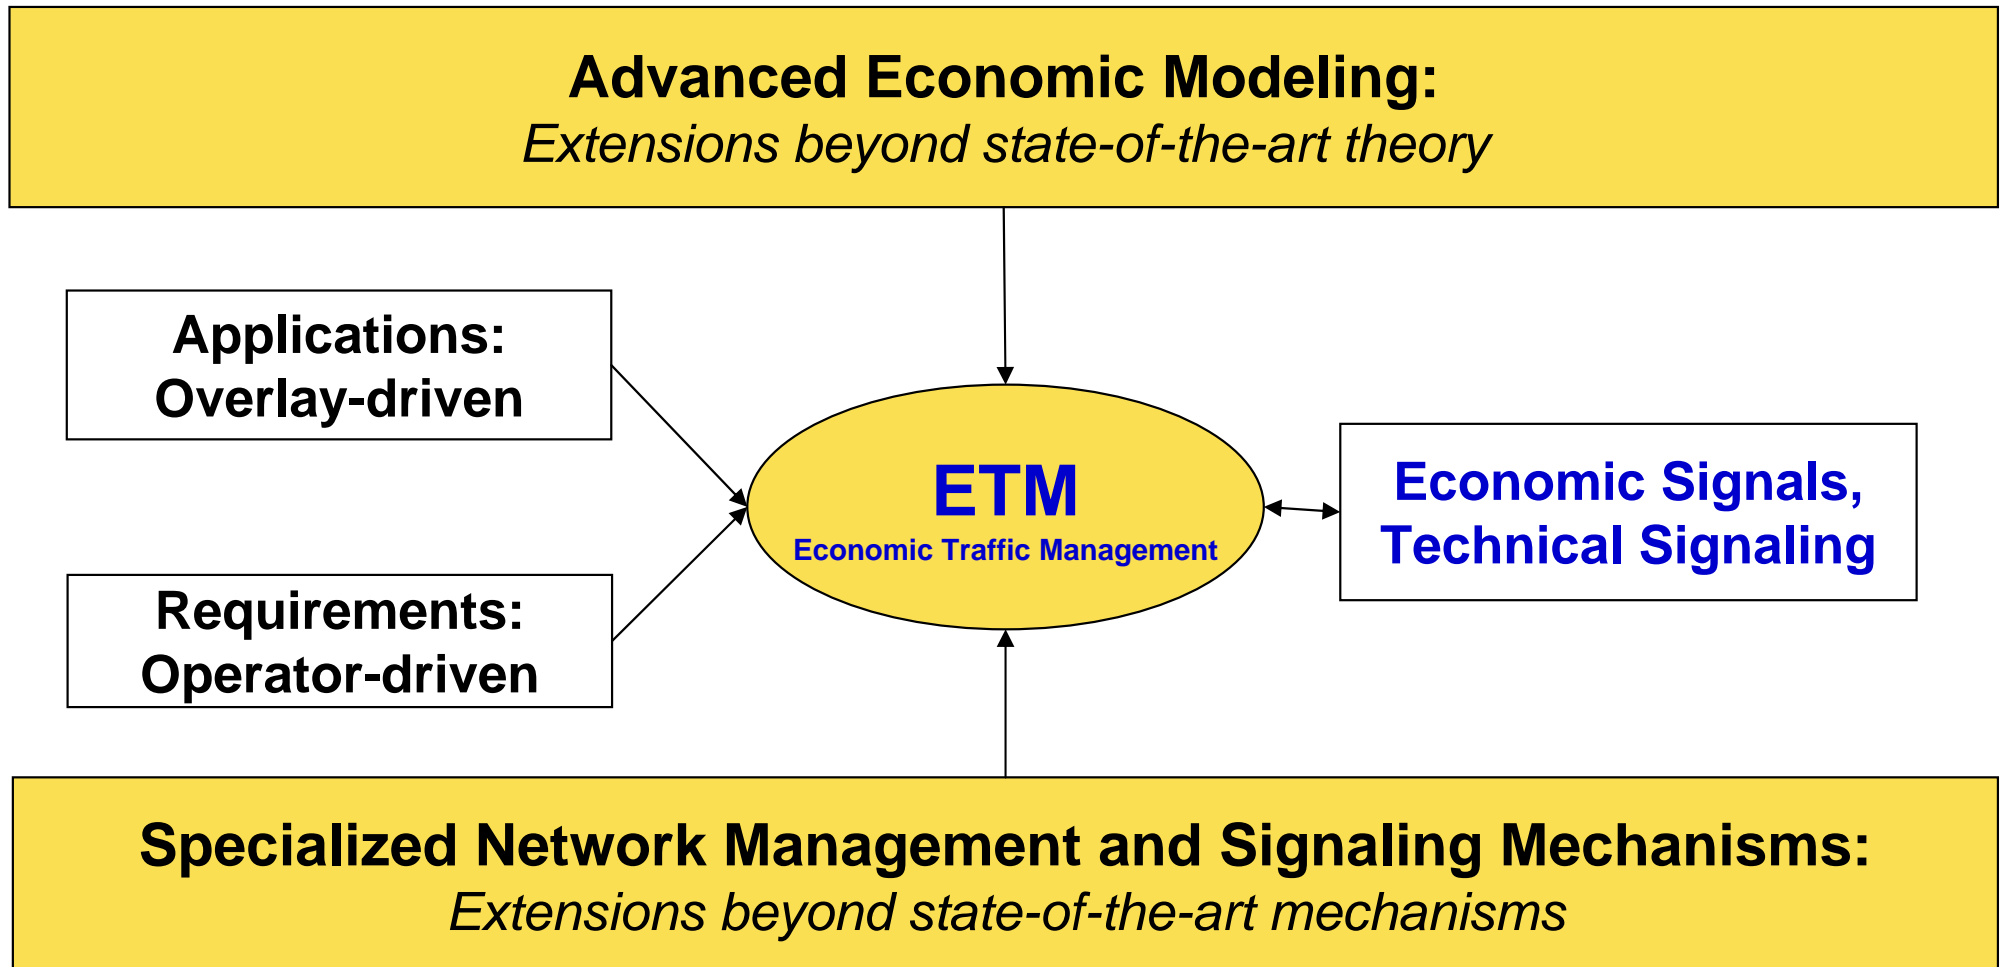 Advanced Economic Modeling:
Extensions beyond state-of-the-art theory
Applications:
Overlay-driven
Requirements:
Operator-driven
ETM
Economic Traffic Management
Economic Signals,
Technical Signaling
Specialized Network Management and Signaling Mechanisms:
Extensions beyond state-of-the-art mechanisms